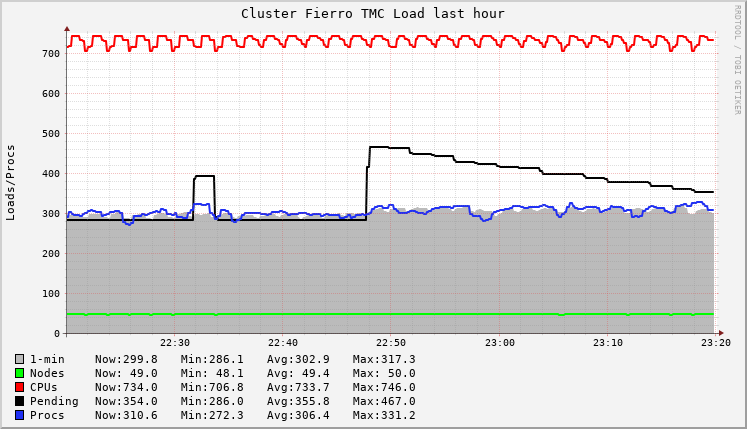 Cluster Fierro TMC Load last hour
RRDTOOL / TOBI OETIKER
Loads/Procs
700
600
500
400
300
200
100
0
22:30 22:40 22:50 23:00 23:10 23:20
1-min Now:299.8 Min:286.1 Avg:302.9 Max:317.3
Nodes Now: 49.0 Min: 48.1 Avg: 49.4 Max: 50.0
CPUs Now:734.0 Min:706.8 Avg:733.7 Max:746.0
Pending Now:354.0 Min:286.0 Avg:355.8 Max:467.0
Procs Now:310.6 Min:272.3 Avg:306.4 Max:331.2